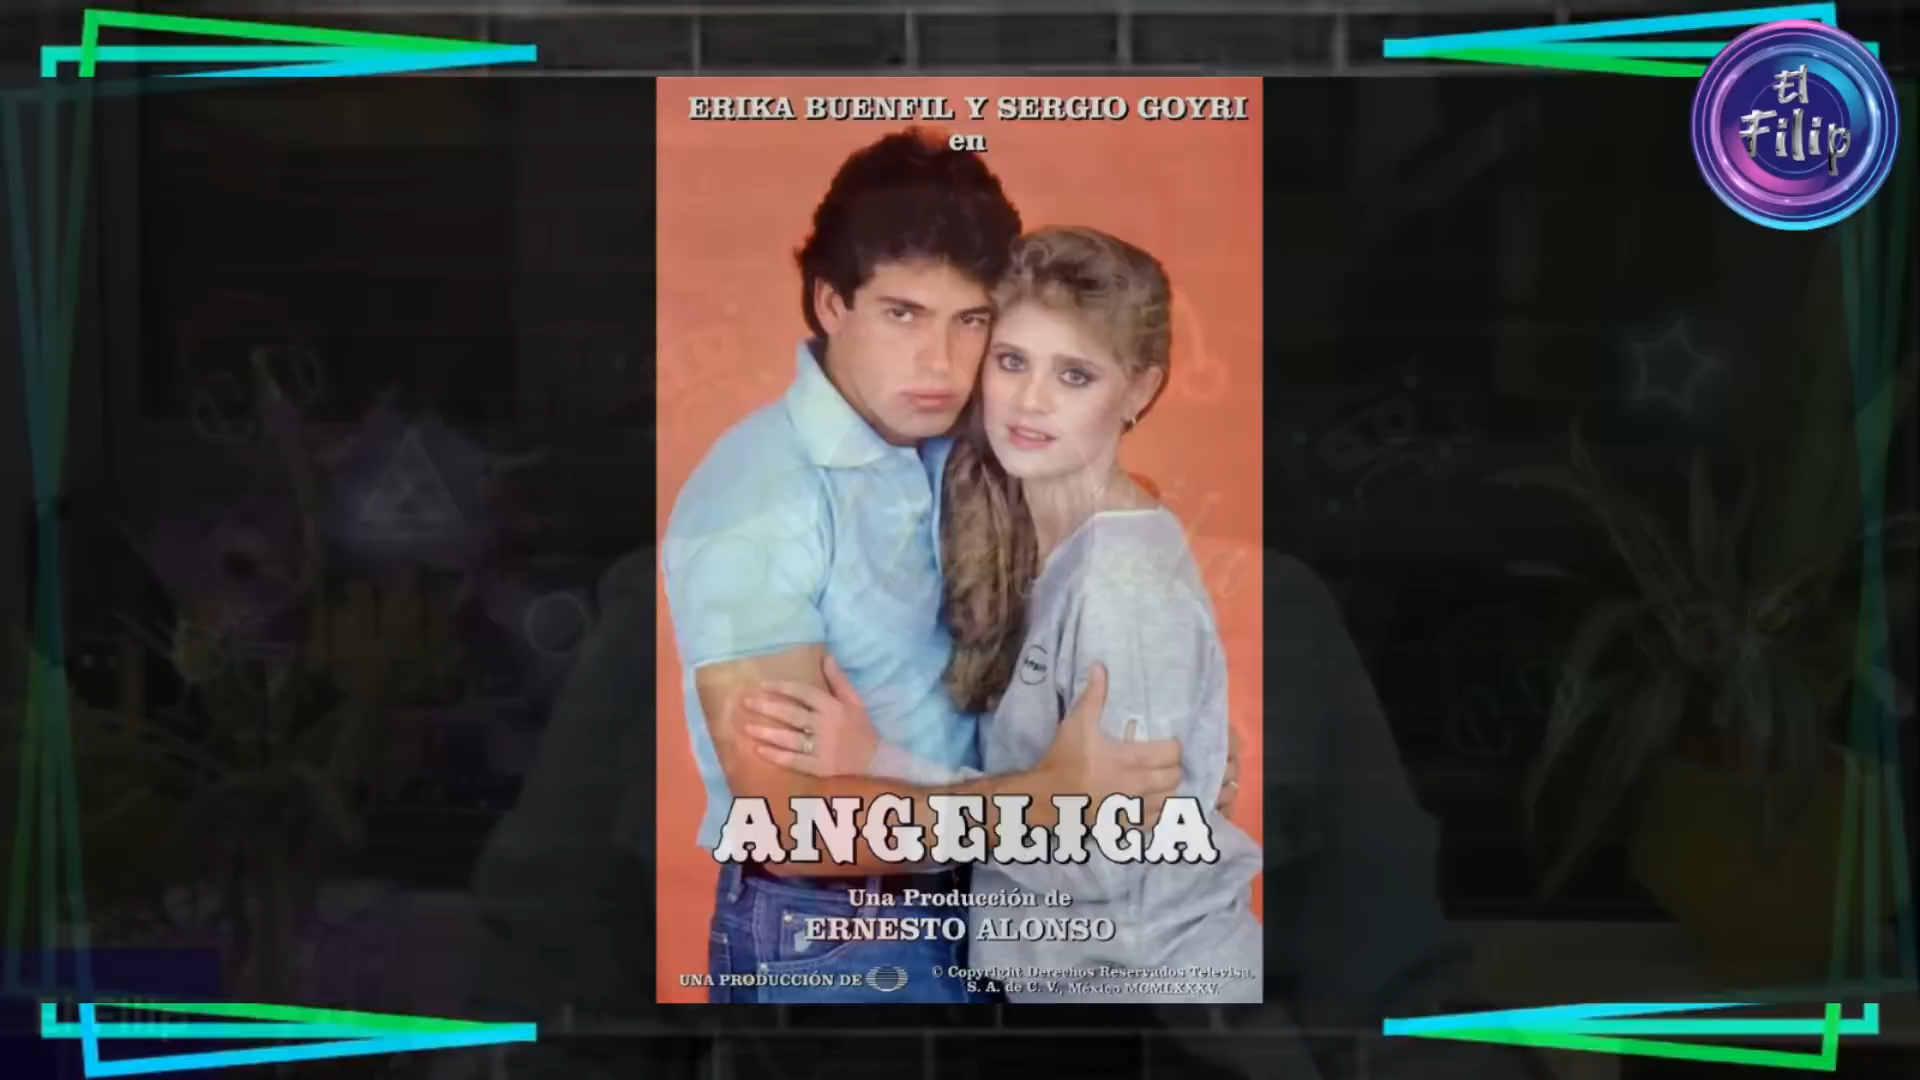 El
Filip
ERIKA BUENFIL Y SERGIO GOYRI
en
ANGELICA
Una Producción de
ERNESTO ALONSO
UNA PRODUCCIÓN DE
© Copyright Derechos Reservados Televisa,
S. A. de C. V., México MCMLXXXV.